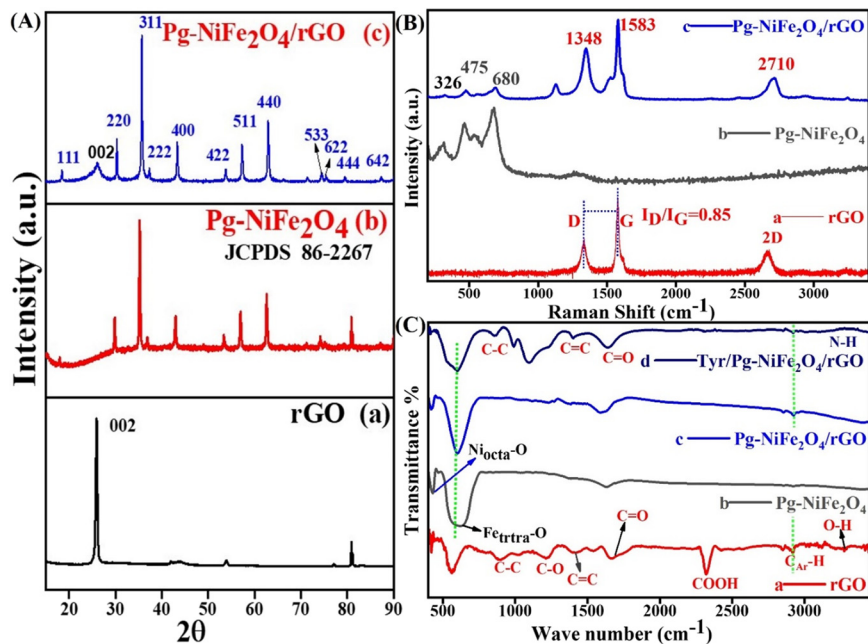 (A)
311
Pg-NiFe2O4/rGO
(c)
440
220
511
002
400
533
622
111
222
422
444
642
Pg-NiFe2O4 (b)
JCPDS 86-2267
rGO (a)
002
Intensity (a.u.)
15 30 40 50 60 70 80 90
2θ
(B)
c Pg-NiFe2O4/rGO
1583
1348
475
326
680
2710
b Pg-NiFe2O4
D G ID/IG=0.85 a rGO
2D
Intensity (a.u.)
200 1000 1500 2000 2500 3000
Raman Shift (cm-1)
(C)
N-H
C-C C=C C=O
d Tyr/Pg-NiFe2O4/rGO
c Pg-NiFe2O4/rGO
Niocta-O
b Pg-NiFe2O4
Fetrtra-O
C=O
O-H
CAr-H
C-C C-O C=C
COOH
a rGO
Transmittance %
500 1000 1500 2000 2500 3000
Wave number (cm-1)